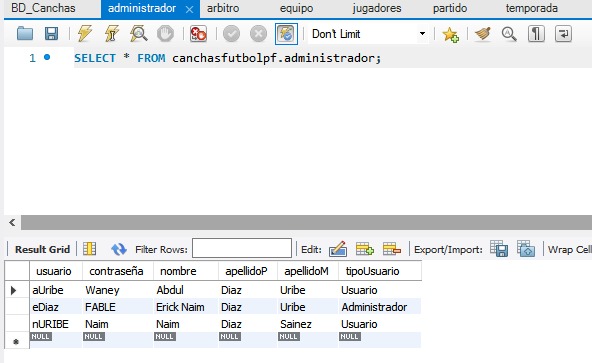 BD_Canchas administrador arbitro equipo jugadores partido temporada
Don't Limit
1 SELECT * FROM canchasfutbolpf.administrador;
Result Grid Filter Rows: Edit: Export/Import: Wrap Cell
usuario contraseña nombre apellidoP apellidoM tipoUsuario
aUribe Waney Abdul Diaz Uribe Usuario
eDiaz FABLE Erick Naim Diaz Uribe Administrador
nURIBE Naim Naim Diaz Sainez Usuario
NULL NULL NULL NULL NULL NULL